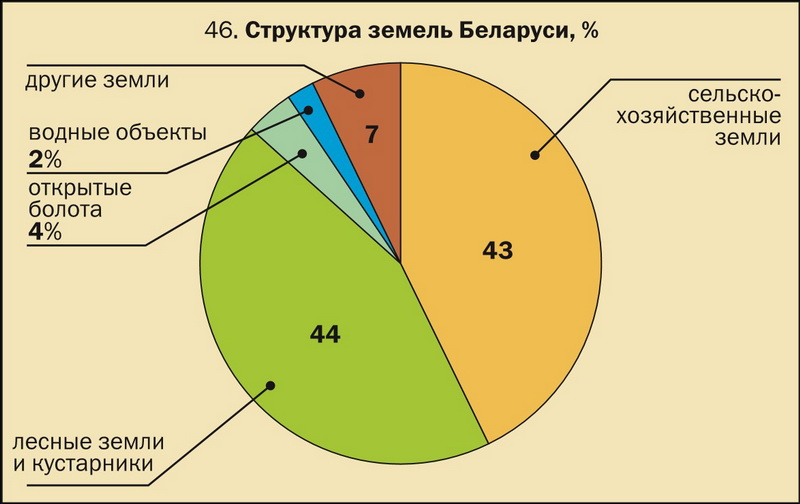 46. Структура земель Беларуси, %
другие земли
7
водные объекты
2%
открытые
болота
4%
сельско-
хозяйственные
земли
43
44
лесные земли
и кустарники